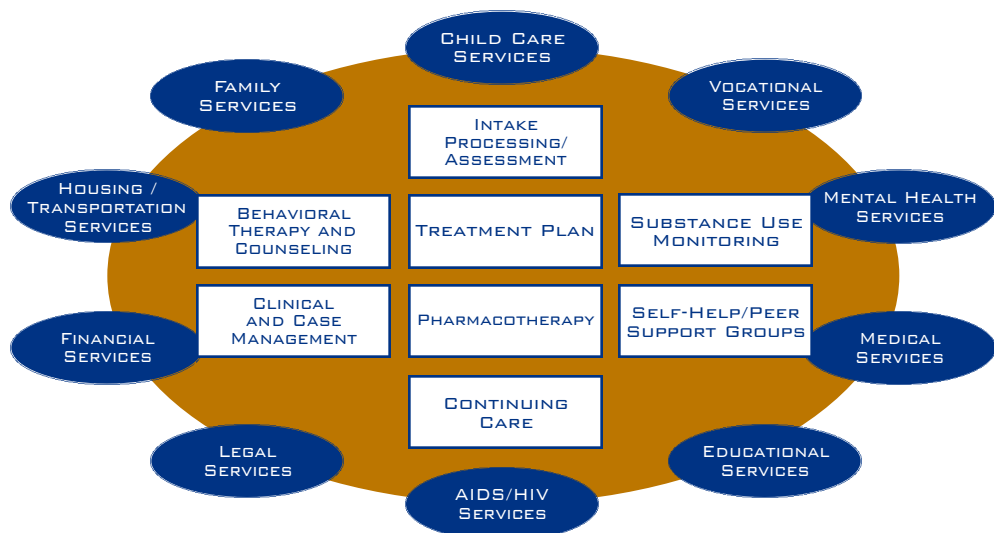 Child Care
Services
Family
Services
Vocational
Services
Intake
Processing/
Assessment
Housing /
Transportation
Services
Mental Health
Services
Behavioral
Therapy and
Counseling
Treatment Plan
Substance Use
Monitoring
Clinical
and Case
Management
Pharmacotherapy
Self-Help/Peer
Support Groups
Financial
Services
Medical
Services
Continuing
Care
Legal
Services
Educational
Services
AIDS/HIV
Services